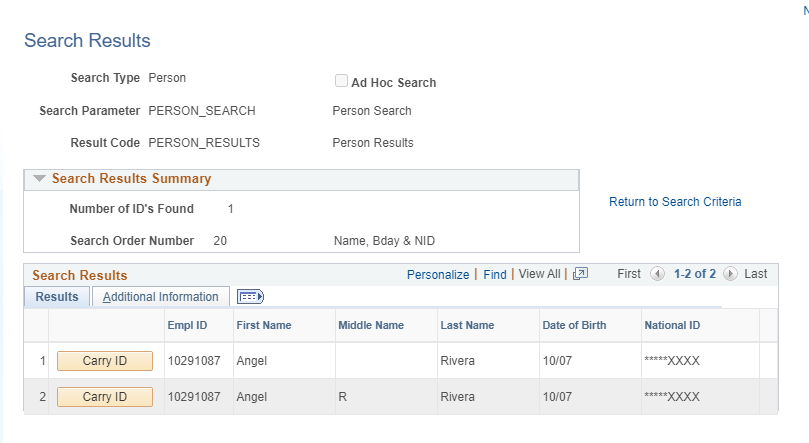 N
Search Results
Search Type Person Ad Hoc Search
Search Parameter PERSON_SEARCH Person Search
Result Code PERSON_RESULTS Person Results
Search Results Summary
Number of ID's Found 1
Return to Search Criteria
Search Order Number 20 Name, Bday & NID
Search Results Personalize | Find | View All | First 1-2 of 2 Last
Results Additional Information
Empl ID First Name Middle Name Last Name Date of Birth National ID
1 Carry ID 10291087 Angel Rivera 10/07 *****XXXX
2 Carry ID 10291087 Angel R Rivera 10/07 *****XXXX